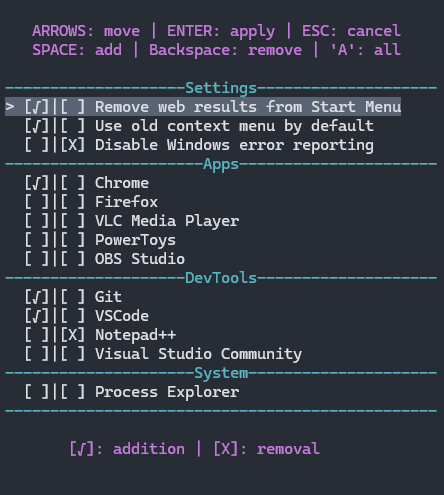 ARROWS: move | ENTER: apply | ESC: cancel
SPACE: add | Backspace: remove | 'A': all
--------------------Settings--------------------
> [√]|[ ] Remove web results from Start Menu
[√]|[ ] Use old context menu by default
[ ]|[X] Disable Windows error reporting
----------------------Apps----------------------
[√]|[ ] Chrome
[ ]|[ ] Firefox
[ ]|[ ] VLC Media Player
[ ]|[ ] PowerToys
[ ]|[ ] OBS Studio
--------------------DevTools--------------------
[√]|[ ] Git
[√]|[ ] VSCode
[ ]|[X] Notepad++
[ ]|[ ] Visual Studio Community
---------------------System---------------------
[ ]|[ ] Process Explorer
------------------------------------------------
[√]: addition | [X]: removal